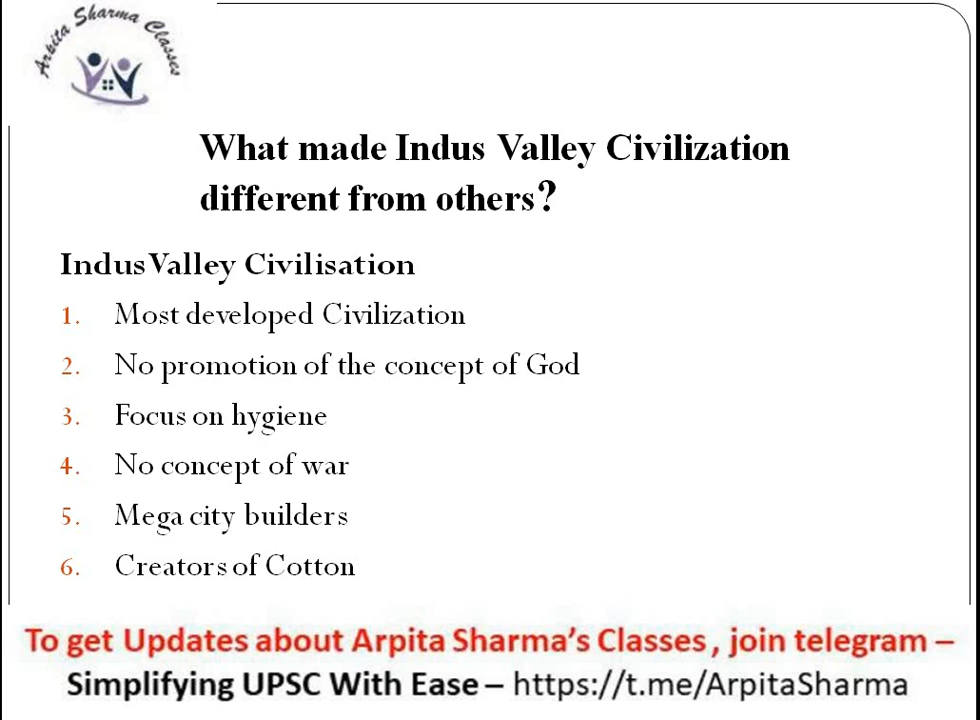 Arpita Sharma Classes
What made Indus Valley Civilization
different from others?
Indus Valley Civilisation
1. Most developed Civilization
2. No promotion of the concept of God
3. Focus on hygiene
4. No concept of war
5. Mega city builders
6. Creators of Cotton
To get Updates about Arpita Sharma's Classes, join telegram –
Simplifying UPSC With Ease – https://t.me/ArpitaSharma